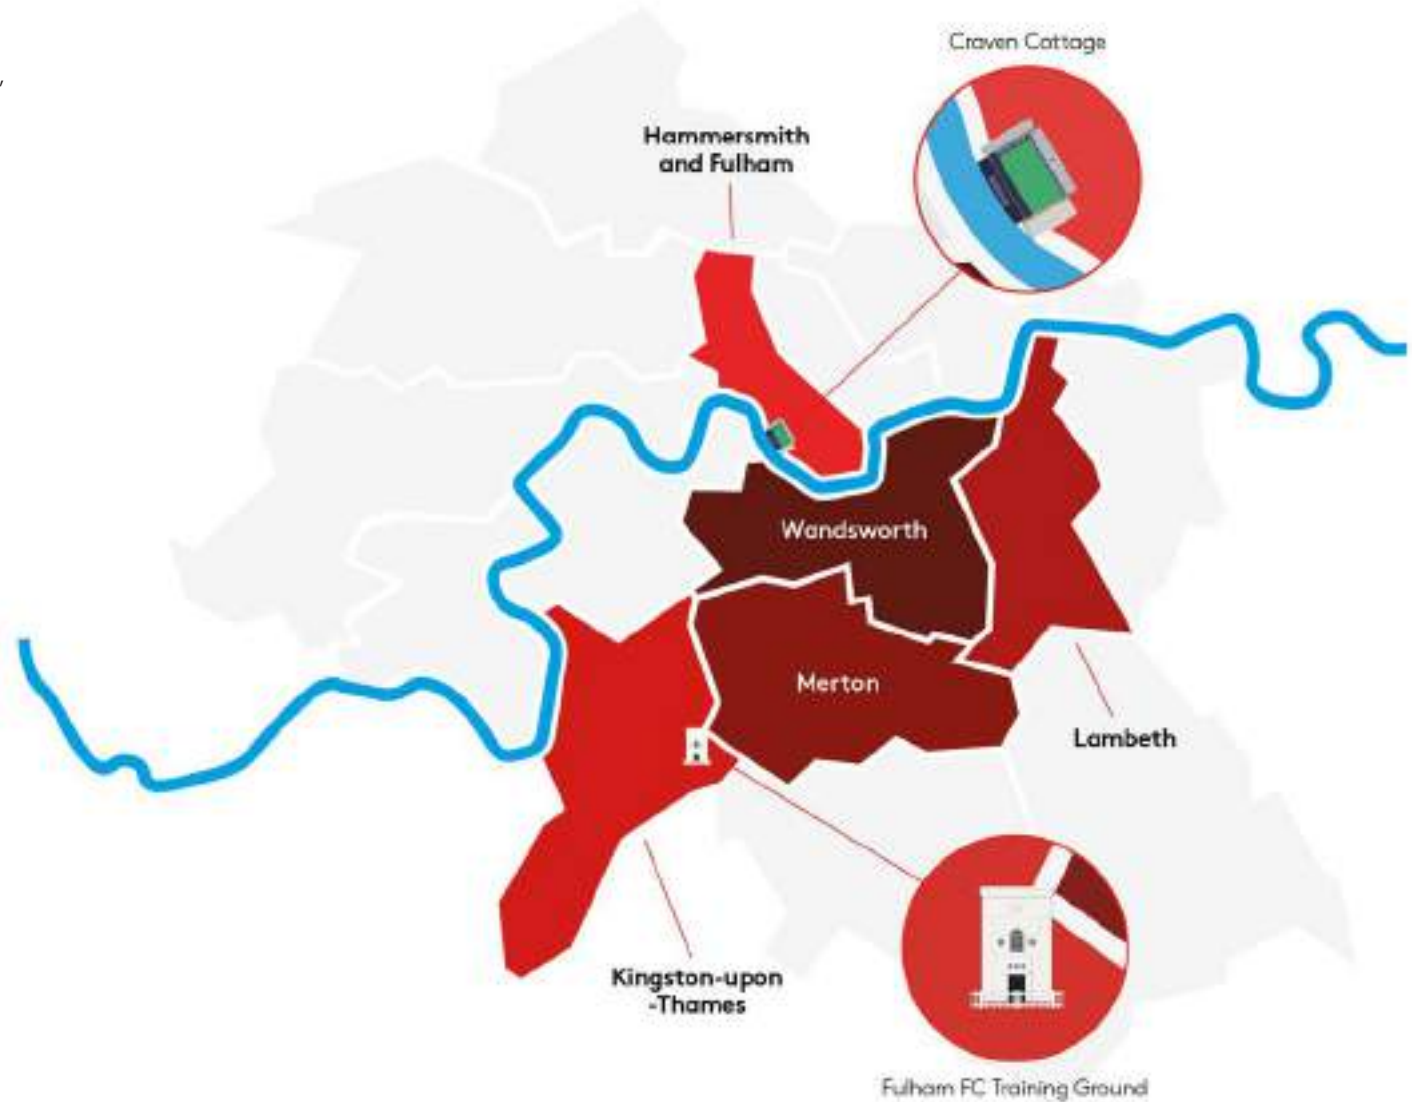 ,
Craven Cottage
Hammersmith
and Fulham
Wandsworth
Merton
Lambeth
Kingston-upon
-Thames
Fulham FC Training Ground